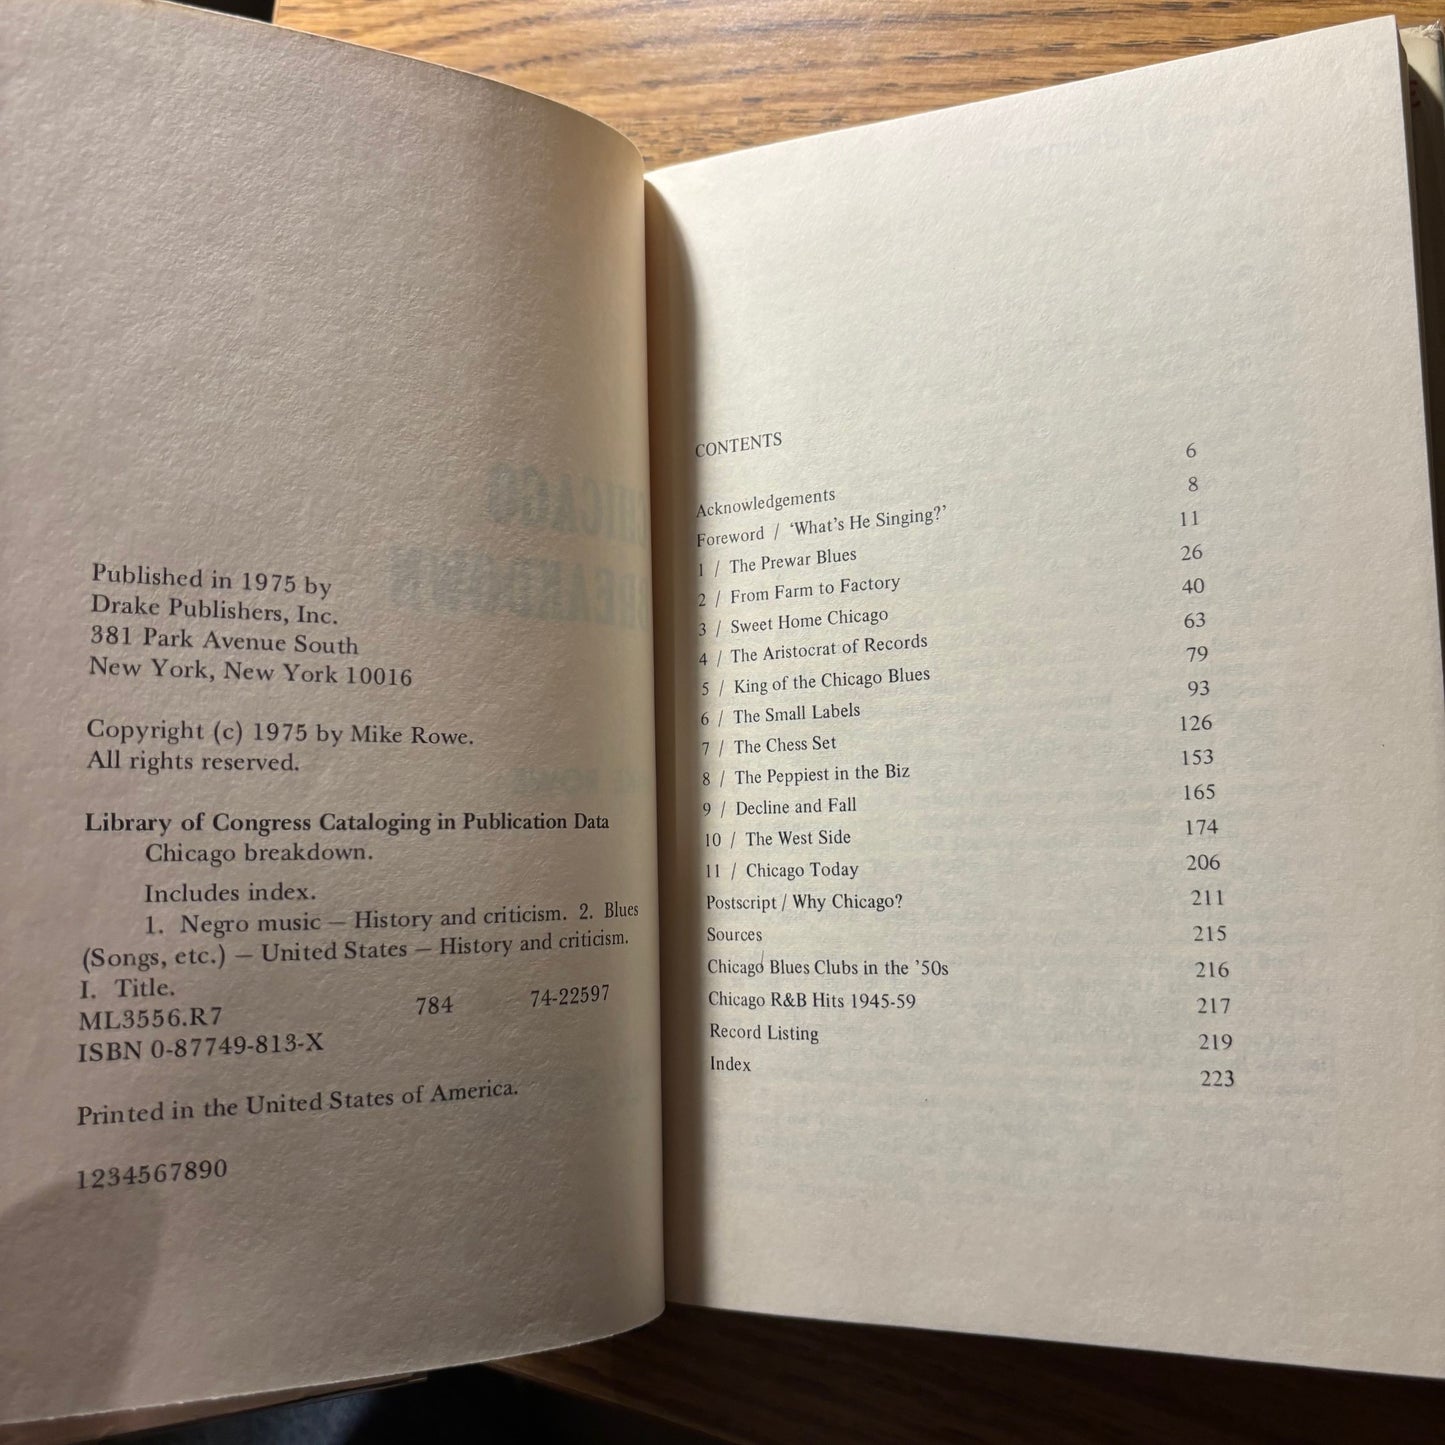 Published in 1975 by
Drake Publishers, Inc.
381 Park Avenue South
New York, New York 10016
Copyright (c) 1975 by Mike Rowe.
All rights reserved.
Library of Congress Cataloging in Publication Data
Chicago breakdown.
Includes index.
1. Negro music — History and criticism. 2. Blues
(Songs, etc.) — United States — History and criticism.
I. Title.
ML3556.R7 784 74-22597
ISBN 0-87749-813-X
Printed in the United States of America.
1234567890
CONTENTS
Acknowledgements 6
Foreword / ‘What’s He Singing?’ 8
1 / The Prewar Blues 11
2 / From Farm to Factory 26
3 / Sweet Home Chicago 40
4 / The Aristocrat of Records 63
5 / King of the Chicago Blues 79
6 / The Small Labels 93
7 / The Chess Set 126
8 / The Peppiest in the Biz 153
9 / Decline and Fall 165
10 / The West Side 174
11 / Chicago Today 206
Postscript / Why Chicago? 211
Sources 215
Chicago Blues Clubs in the ’50s 216
Chicago R&B Hits 1945-59 217
Record Listing 219
Index 223